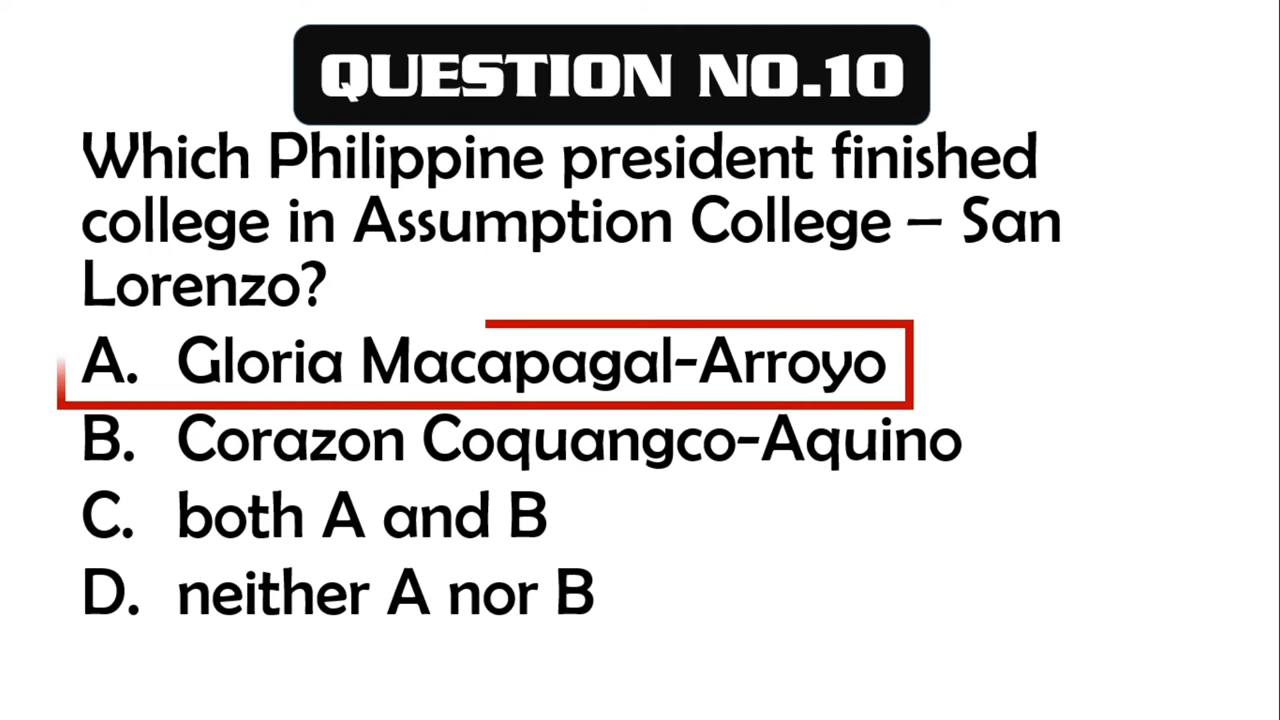 QUESTION NO.10
Which Philippine president finished
college in Assumption College – San
Lorenzo?
A. Gloria Macapagal-Arroyo
B. Corazon Coquangco-Aquino
C. both A and B
D. neither A nor B